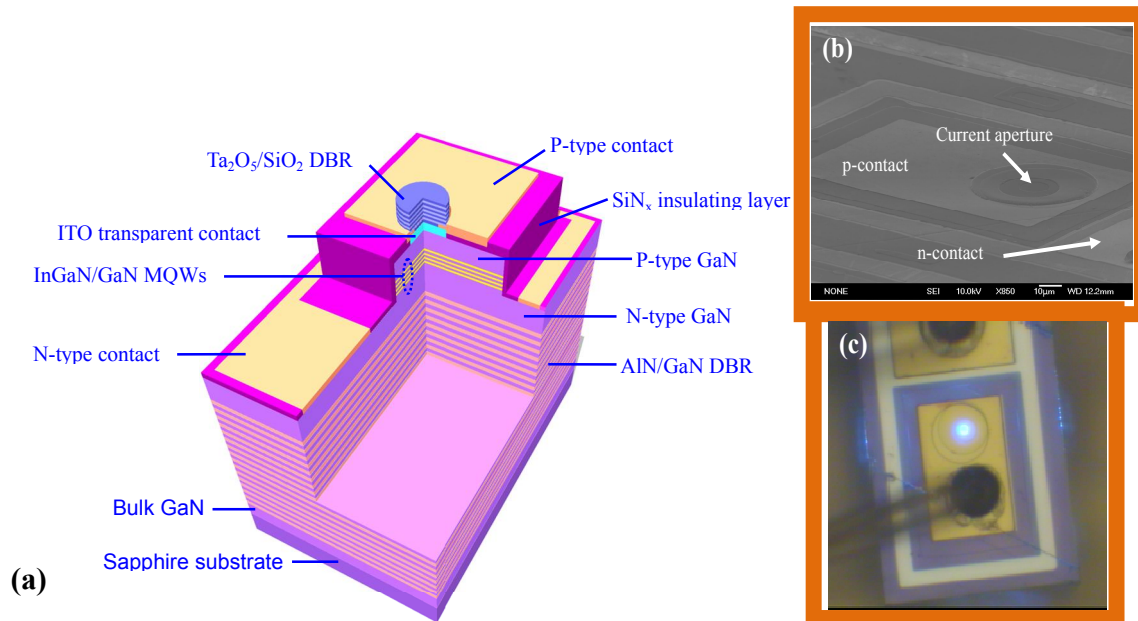 Ta₂O₅/SiO₂ DBR
P-type contact
SiNₓ insulating layer
ITO transparent contact
InGaN/GaN MQWs
P-type GaN
N-type GaN
N-type contact
AlN/GaN DBR
Bulk GaN
Sapphire substrate
(a)
(b)
Current aperture
p-contact
n-contact
NONE SEI 10.0kV X850 10µm WD 12.2mm
(c)